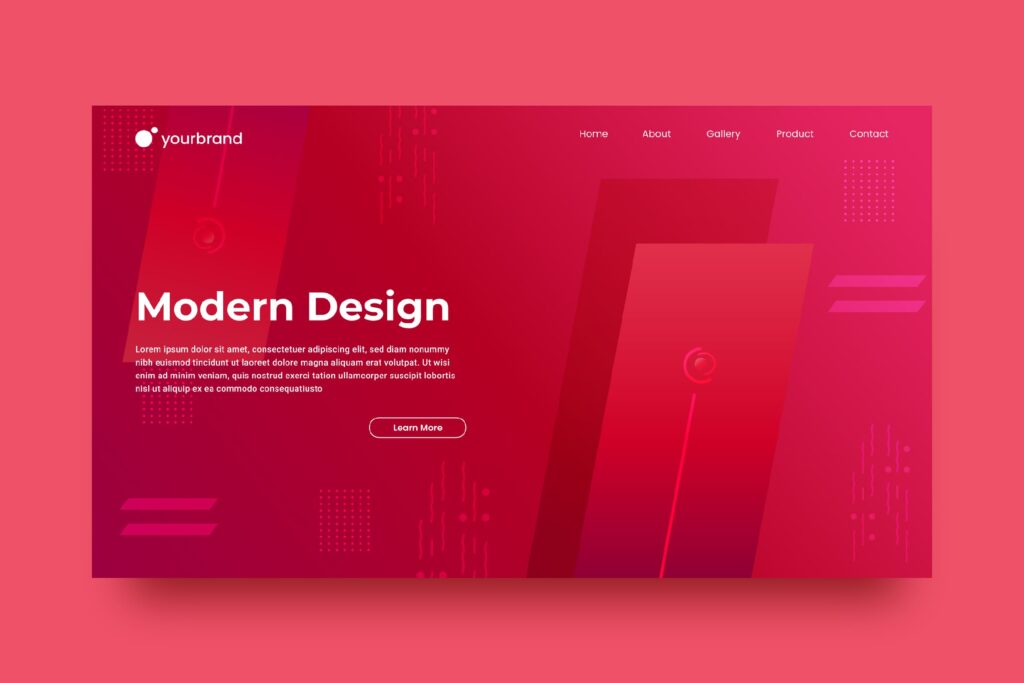 yourbrand
Home About Gallery Product Contact
Modern Design
Lorem ipsum dolor sit amet, consectetuer adipiscing elit, sed diam nonummy
nibh euismod tincidunt ut laoreet dolore magna aliquam erat volutpat. Ut wisi
enim ad minim veniam, quis nostrud exerci tation ullamcorper suscipit lobortis
nisl ut aliquip ex ea commodo consequatiusto
Learn More